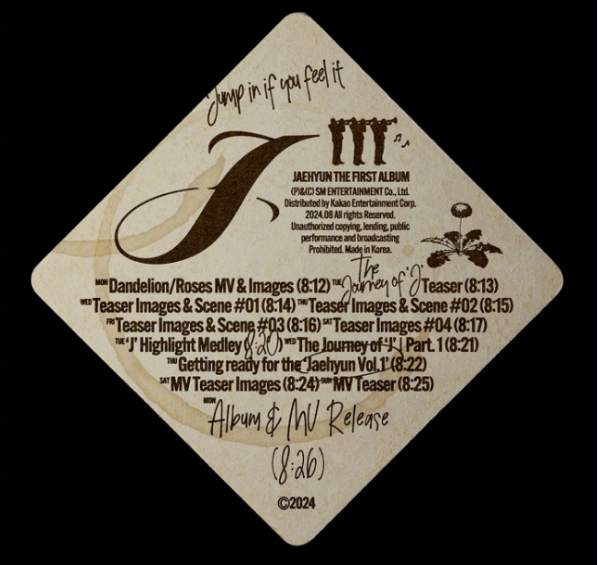 Jump in if you feel it
J
JAEHYUN THE FIRST ALBUM
(P)&(C) SM ENTERTAINMENT Co., Ltd.
Distributed by Kakao Entertainment Corp.
2024.08 All rights Reserved.
Unauthorized copying, lending, public
performance and broadcasting
Prohibited. Made in Korea.
MON Dandelion/Roses MV & Images (8:12) TUE The Journey of 'J' Teaser (8:13)
WED Teaser Images & Scene #01 (8:14) THU Teaser Images & Scene #02 (8:15)
FRI Teaser Images & Scene #03 (8:16) SAT Teaser Images #04 (8:17)
TUE 'J' Highlight Medley (8:20) WED The Journey of 'J' | Part. 1 (8:21)
THU Getting ready for the 'Jaehyun Vol.1' (8:22)
SAT MV Teaser Images (8:24) SUN MV Teaser (8:25)
MON Album & MV Release
(8:26)
©2024